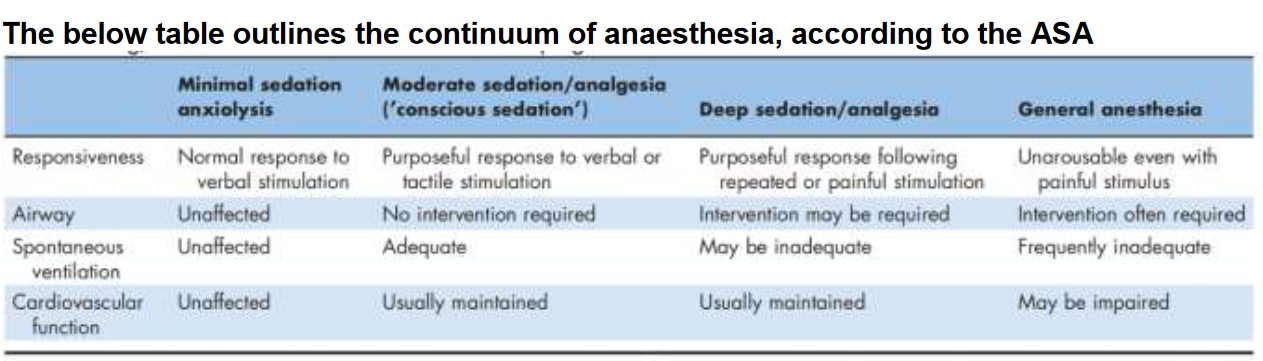 The below table outlines the continuum of anaesthesia, according to the ASA
Minimal sedation anxiolysis
Moderate sedation/analgesia ('conscious sedation')
Deep sedation/analgesia
General anesthesia
Responsiveness
Normal response to verbal stimulation
Purposeful response to verbal or tactile stimulation
Purposeful response following repeated or painful stimulation
Unarousable even with painful stimulus
Airway
Unaffected
No intervention required
Intervention may be required
Intervention often required
Spontaneous ventilation
Unaffected
Adequate
May be inadequate
Frequently inadequate
Cardiovascular function
Unaffected
Usually maintained
Usually maintained
May be impaired